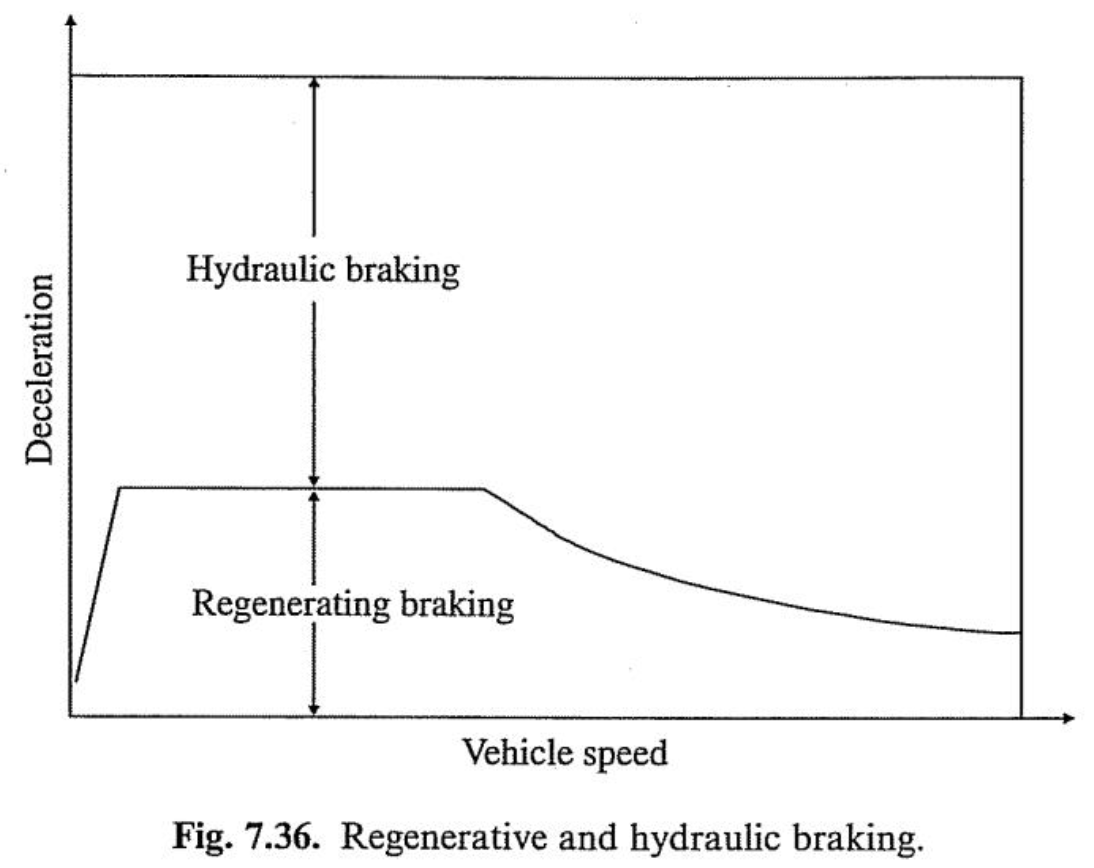 Hydraulic braking
Deceleration
Regenerating braking
Vehicle speed
Fig. 7.36. Regenerative and hydraulic braking.